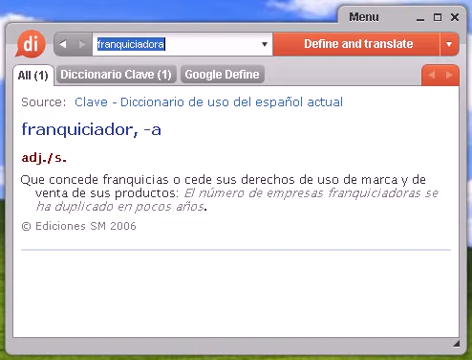 Menu
di
franquiciadora
Define and translate
All (1)
Diccionario Clave (1)
Google Define
Source: Clave - Diccionario de uso del español actual
franquiciador, -a
adj./s.
Que concede franquicias o cede sus derechos de uso de marca y de
venta de sus productos: El número de empresas franquiciadoras se
ha duplicado en pocos años.
© Ediciones SM 2006